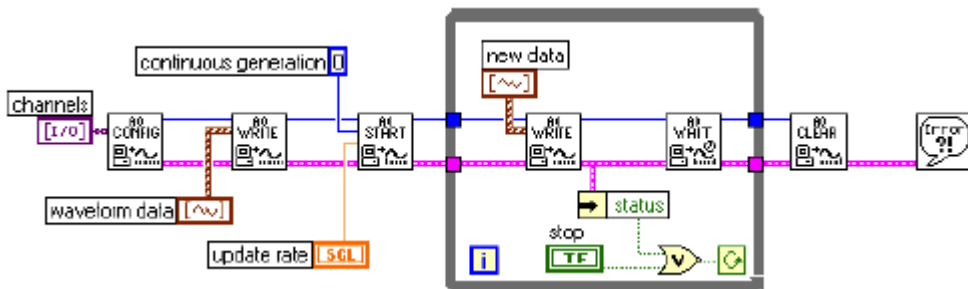 continuous generation 0
new data
channels
[I/O]
AO CONFIG
AO WRITE
AO START
AO WRITE
AO WAIT
AO CLEAR
Error ?!
waveform data
status
update rate SGL
stop
TF
i
V